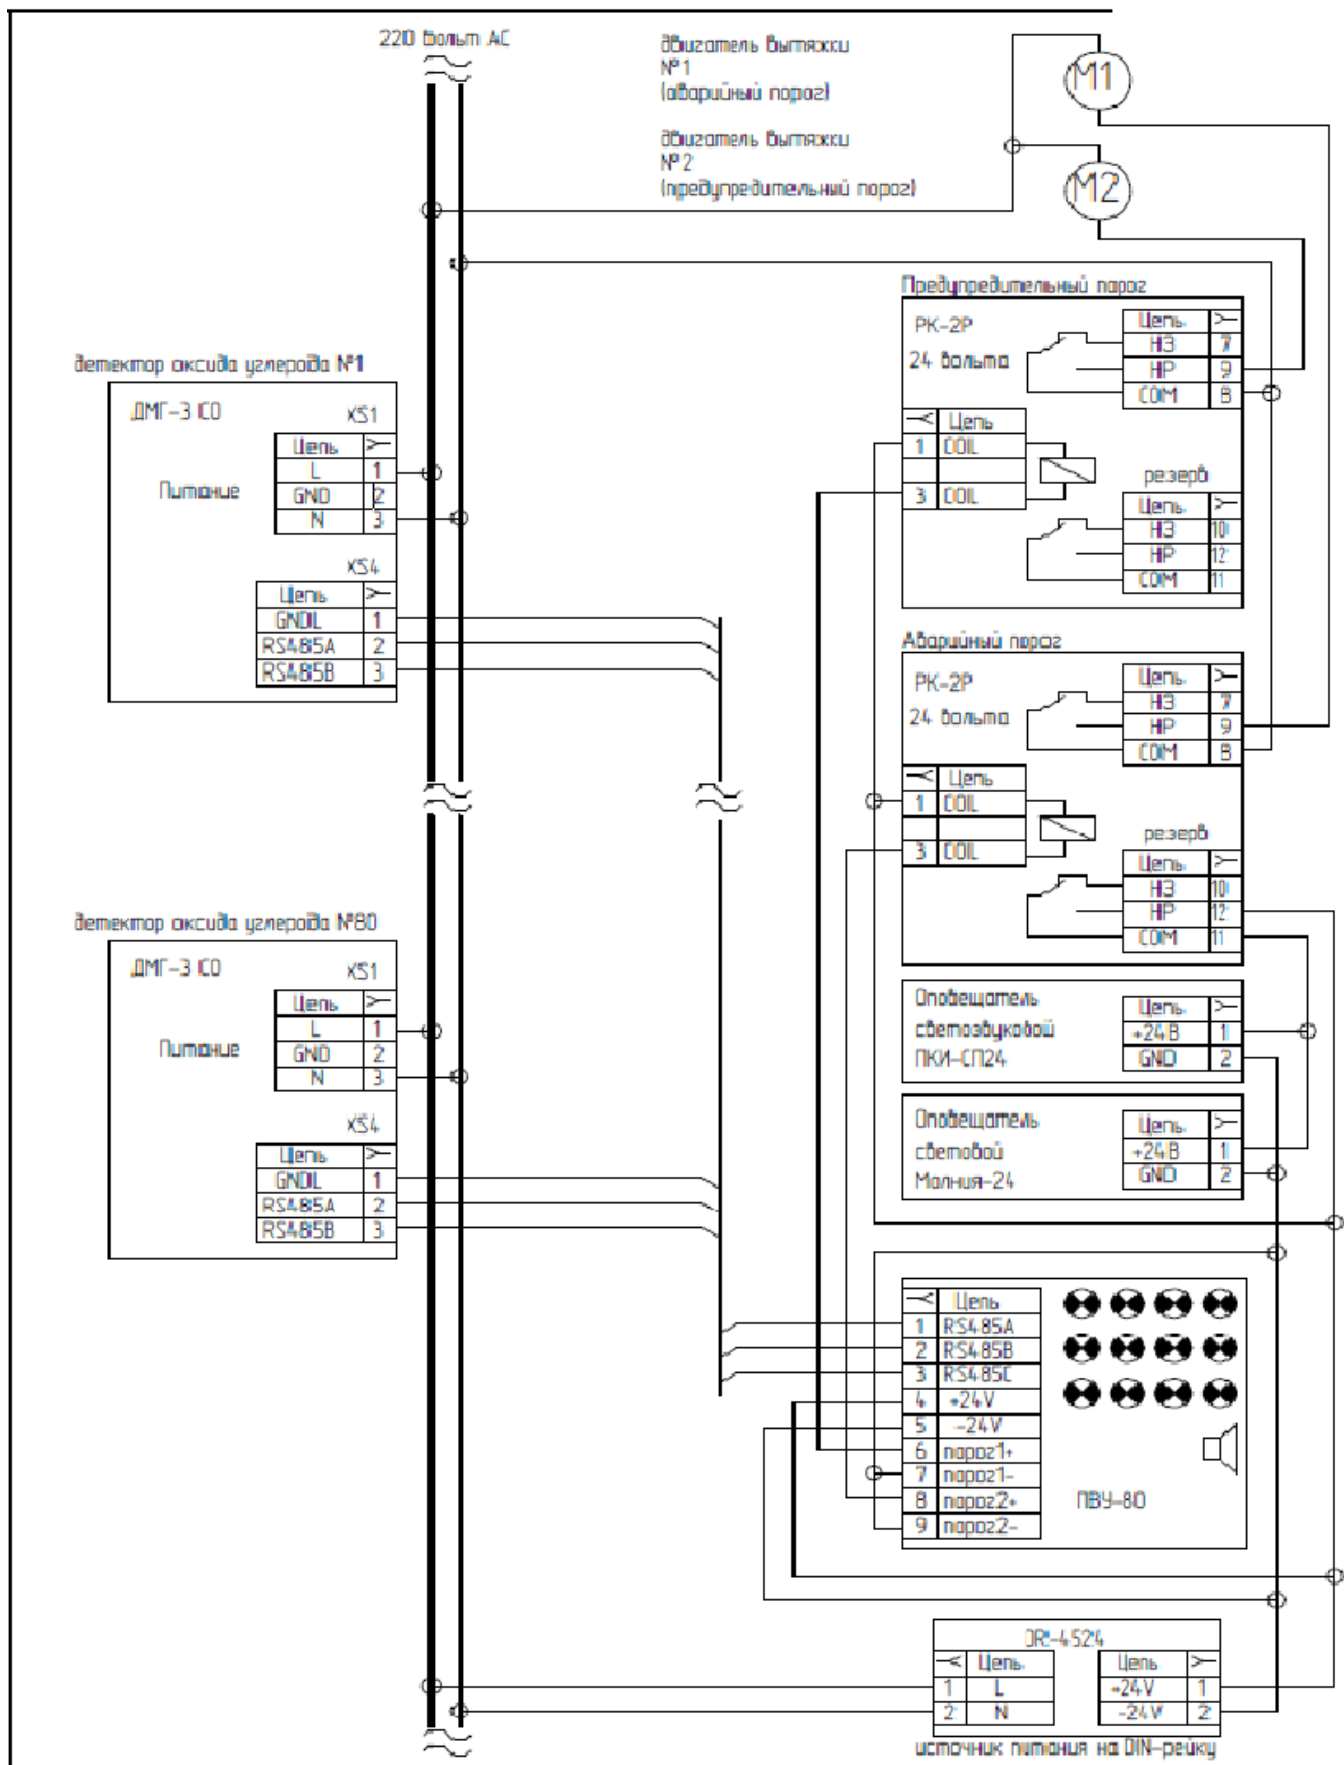 220 Вольт AC
двигатель вытяжки
№1
(аварийный порог)
двигатель вытяжки
№2
(предупредительный порог)
M1
M2
Предупредительный порог
РК-2Р
24 вольта
Цепь
НЗ 7
НР 9
COM 8
Цепь
1 COIL
3 COIL
резерв
Цепь
НЗ 10
НР 12
COM 11
детектор оксида углерода №1
ДМГ-3 CO
XS1
Цепь
L 1
Питание
GND 2
N 3
XS4
Цепь
GNDL 1
RS485A 2
RS485B 3
Аварийный порог
РК-2Р
24 вольта
Цепь
НЗ 7
НР 9
COM 8
Цепь
1 COIL
3 COIL
резерв
Цепь
НЗ 10
НР 12
COM 11
детектор оксида углерода №80
ДМГ-3 CO
XS1
Цепь
L 1
Питание
GND 2
N 3
XS4
Цепь
GNDL 1
RS485A 2
RS485B 3
Оповещатель
светозвуковой
ПКИ-СП24
Цепь
+24В 1
GND 2
Оповещатель
световой
Молния-24
Цепь
+24В 1
GND 2
Цепь
1 RS485A
2 RS485B
3 RS485C
4 +24V
5 -24V
6 порог1+
7 порог1-
8 порог2+
9 порог2-
ПВУ-80
DR-4524
Цепь
1 L
2 N
Цепь
+24V 1
-24V 2
источник питания на DIN-рейку